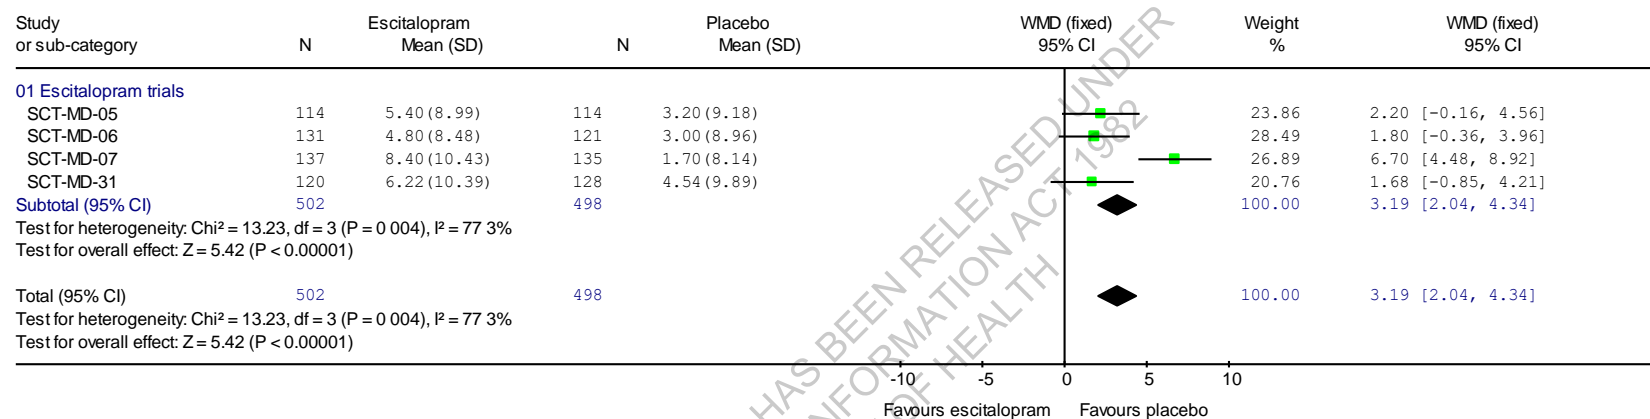 Study Escitalopram Placebo WMD (fixed) Weight WMD (fixed)
or sub-category N Mean (SD) N Mean (SD) 95% CI % 95% CI
01 Escitalopram trials
SCT-MD-05 114 5.40(8.99) 114 3.20(9.18) 23.86 2.20 [-0.16, 4.56]
SCT-MD-06 131 4.80(8.48) 121 3.00(8.96) 28.49 1.80 [-0.36, 3.96]
SCT-MD-07 137 8.40(10.43) 135 1.70(8.14) 26.89 6.70 [4.48, 8.92]
SCT-MD-31 120 6.22(10.39) 128 4.54(9.89) 20.76 1.68 [-0.85, 4.21]
Subtotal (95% CI) 502 498 100.00 3.19 [2.04, 4.34]
Test for heterogeneity: Chi² = 13.23, df = 3 (P = 0 004), I² = 77 3%
Test for overall effect: Z = 5.42 (P < 0.00001)
Total (95% CI) 502 498 100.00 3.19 [2.04, 4.34]
Test for heterogeneity: Chi² = 13.23, df = 3 (P = 0 004), I² = 77 3%
Test for overall effect: Z = 5.42 (P < 0.00001)
-10 -5 0 5 10
Favours escitalopram Favours placebo
HAS BEEN RELEASED UNDER
INFORMATION ACT 1982
OF HEALTH